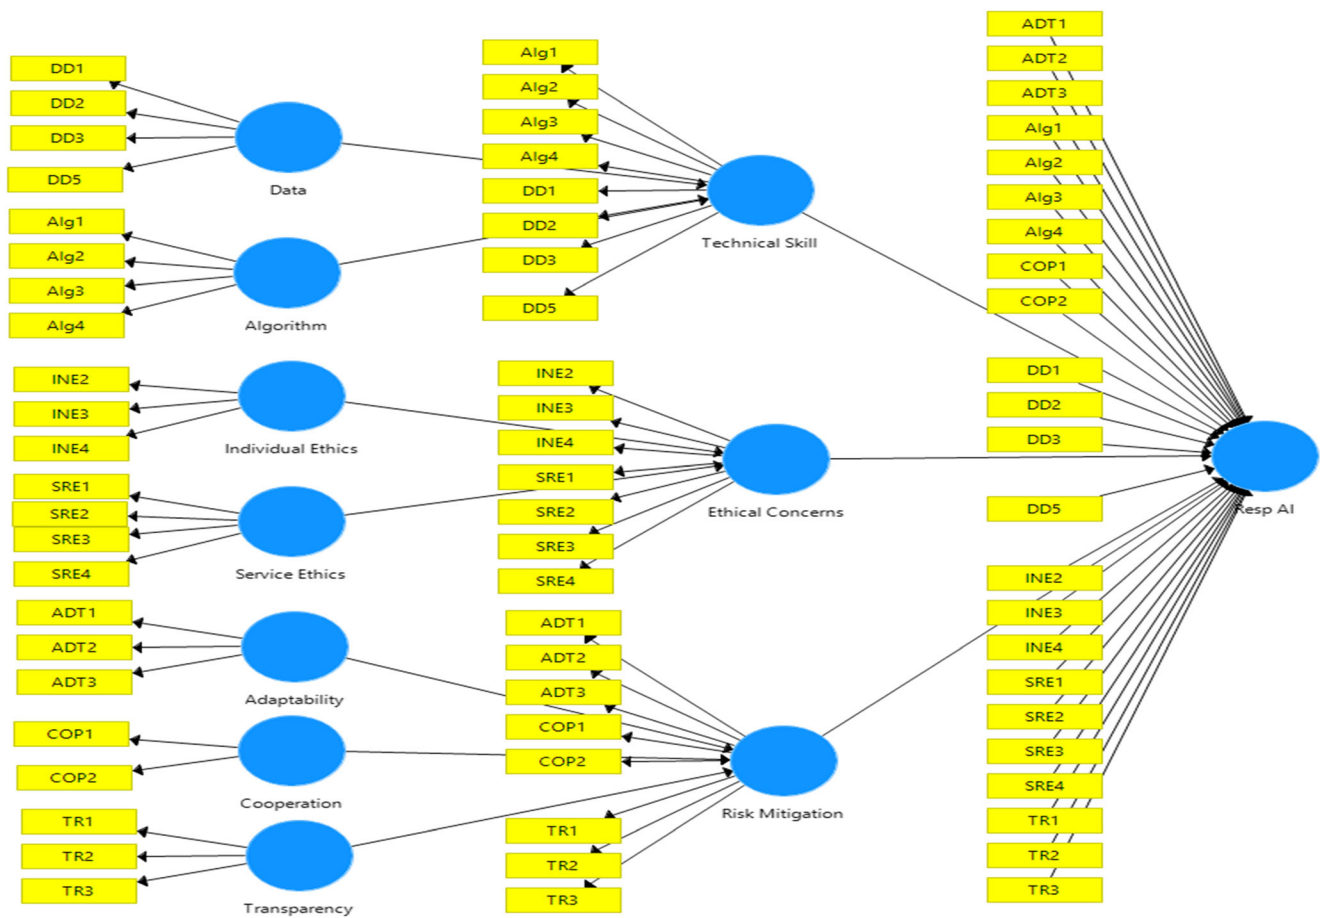 DD1
DD2
DD3
DD5
Data
Alg1
Alg2
Alg3
Alg4
Algorithm
INE2
INE3
INE4
Individual Ethics
SRE1
SRE2
SRE3
SRE4
Service Ethics
ADT1
ADT2
ADT3
Adaptability
COP1
COP2
Cooperation
TR1
TR2
TR3
Transparency
Alg1
Alg2
Alg3
Alg4
DD1
DD2
DD3
DD5
Technical Skill
INE2
INE3
INE4
SRE1
SRE2
SRE3
SRE4
Ethical Concerns
ADT1
ADT2
ADT3
COP1
COP2
TR1
TR2
TR3
Risk Mitigation
ADT1
ADT2
ADT3
Alg1
Alg2
Alg3
Alg4
COP1
COP2
DD1
DD2
DD3
DD5
INE2
INE3
INE4
SRE1
SRE2
SRE3
SRE4
TR1
TR2
TR3
Resp AI